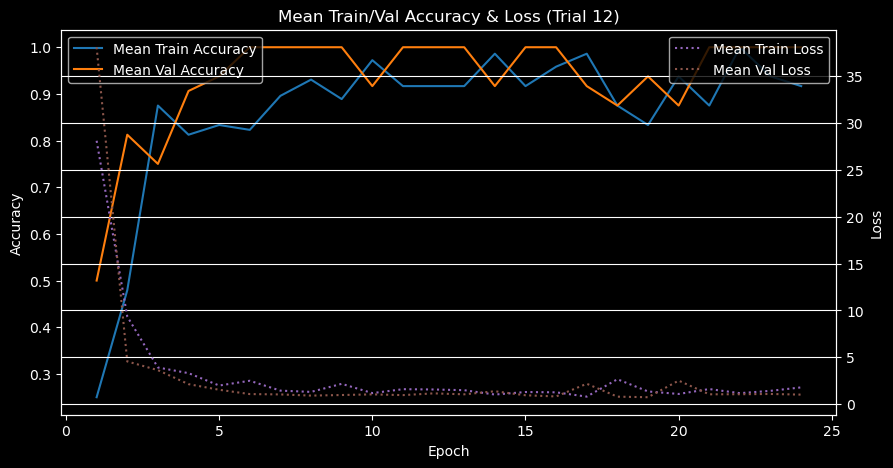 Mean Train/Val Accuracy & Loss (Trial 12)
Mean Train Accuracy
Mean Val Accuracy
Mean Train Loss
Mean Val Loss
1.0
0.9
0.8
0.7
0.6
0.5
0.4
0.3
Accuracy
35
30
25
20
15
10
5
0
Loss
0
5
10
15
20
25
Epoch